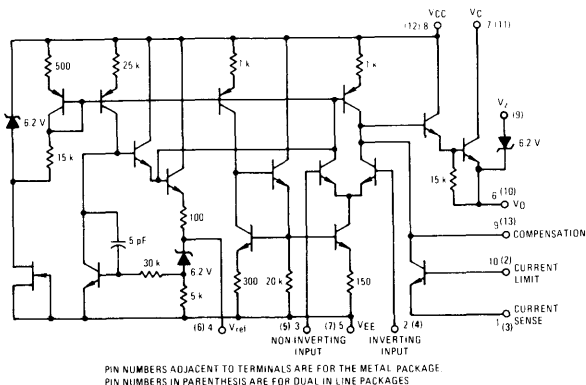 VCC
(12) 8
VC
7 (11)
500
25 k
1 k
1 k
6.2 V
15 k
VZ
(9)
6.2 V
15 k
6 (10)
VO
9 (13)
COMPENSATION
100
5 pF
30 k
6.2 V
5 k
300
20 k
150
10 (2)
CURRENT
LIMIT
1
(3)
CURRENT
SENSE
(6) 4
Vref
(5) 3
NON INVERTING
INPUT
(7) 5
VEE
2 (4)
INVERTING
INPUT
PIN NUMBERS ADJACENT TO TERMINALS ARE FOR THE METAL PACKAGE.
PIN NUMBERS IN PARENTHESIS ARE FOR DUAL IN LINE PACKAGES